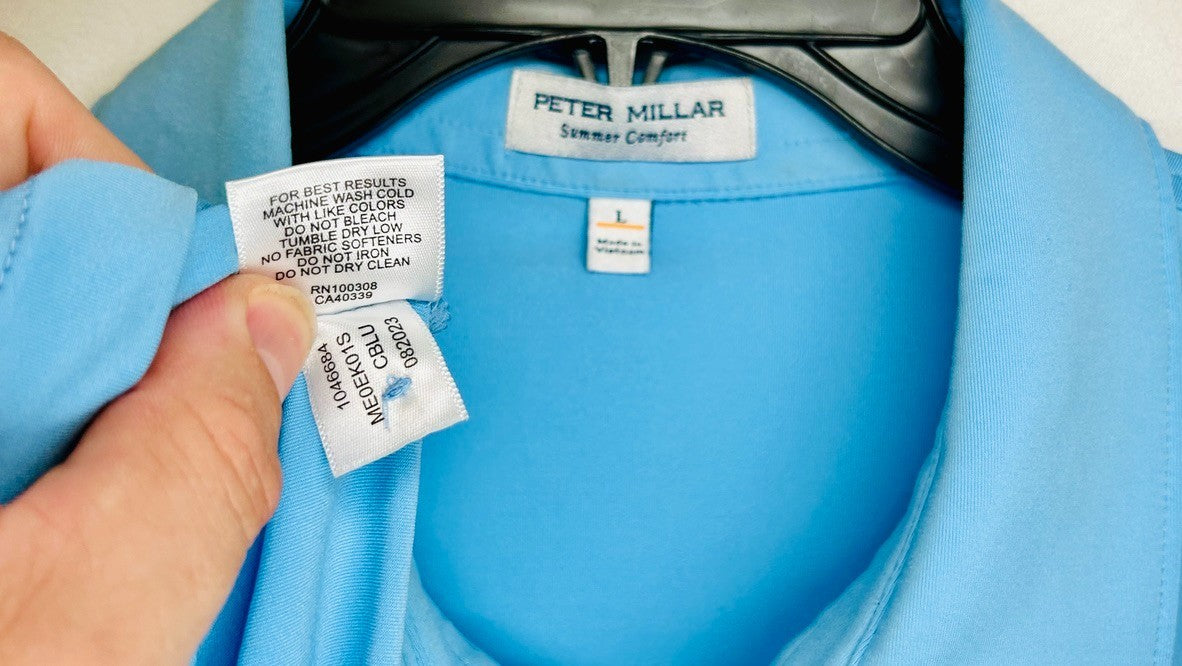 PETER MILLAR
Summer Comfort
L
Made in
Vietnam
FOR BEST RESULTS
MACHINE WASH COLD
WITH LIKE COLORS
DO NOT BLEACH
TUMBLE DRY LOW
NO FABRIC SOFTENERS
DO NOT IRON
DO NOT DRY CLEAN
RN100308
CA40339
1046684
ME0EK01S
CBLU
082023